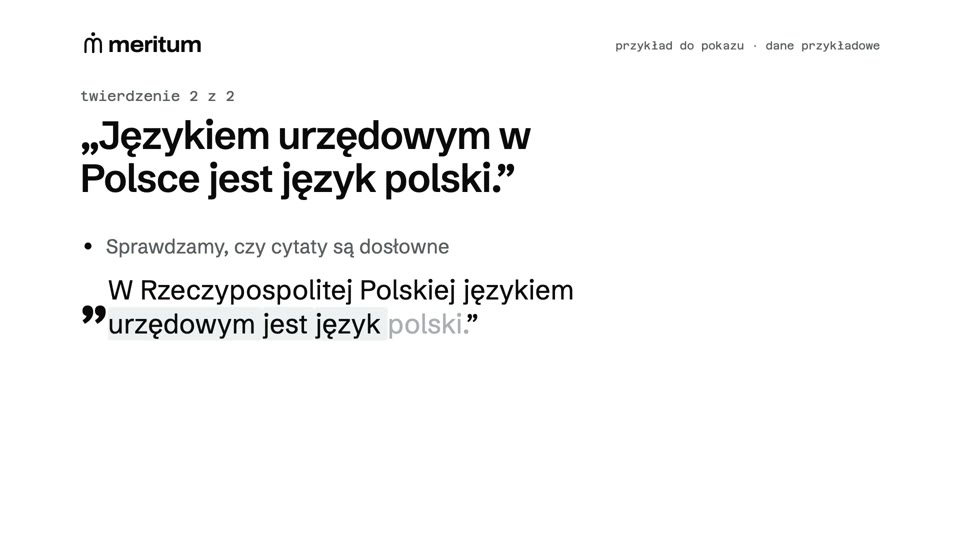 meritum
przykład do pokazu · dane przykładowe
twierdzenie 2 z 2
„Językiem urzędowym w
Polsce jest język polski.”
• Sprawdzamy, czy cytaty są dosłowne
W Rzeczypospolitej Polskiej językiem
”urzędowym jest język polski.”